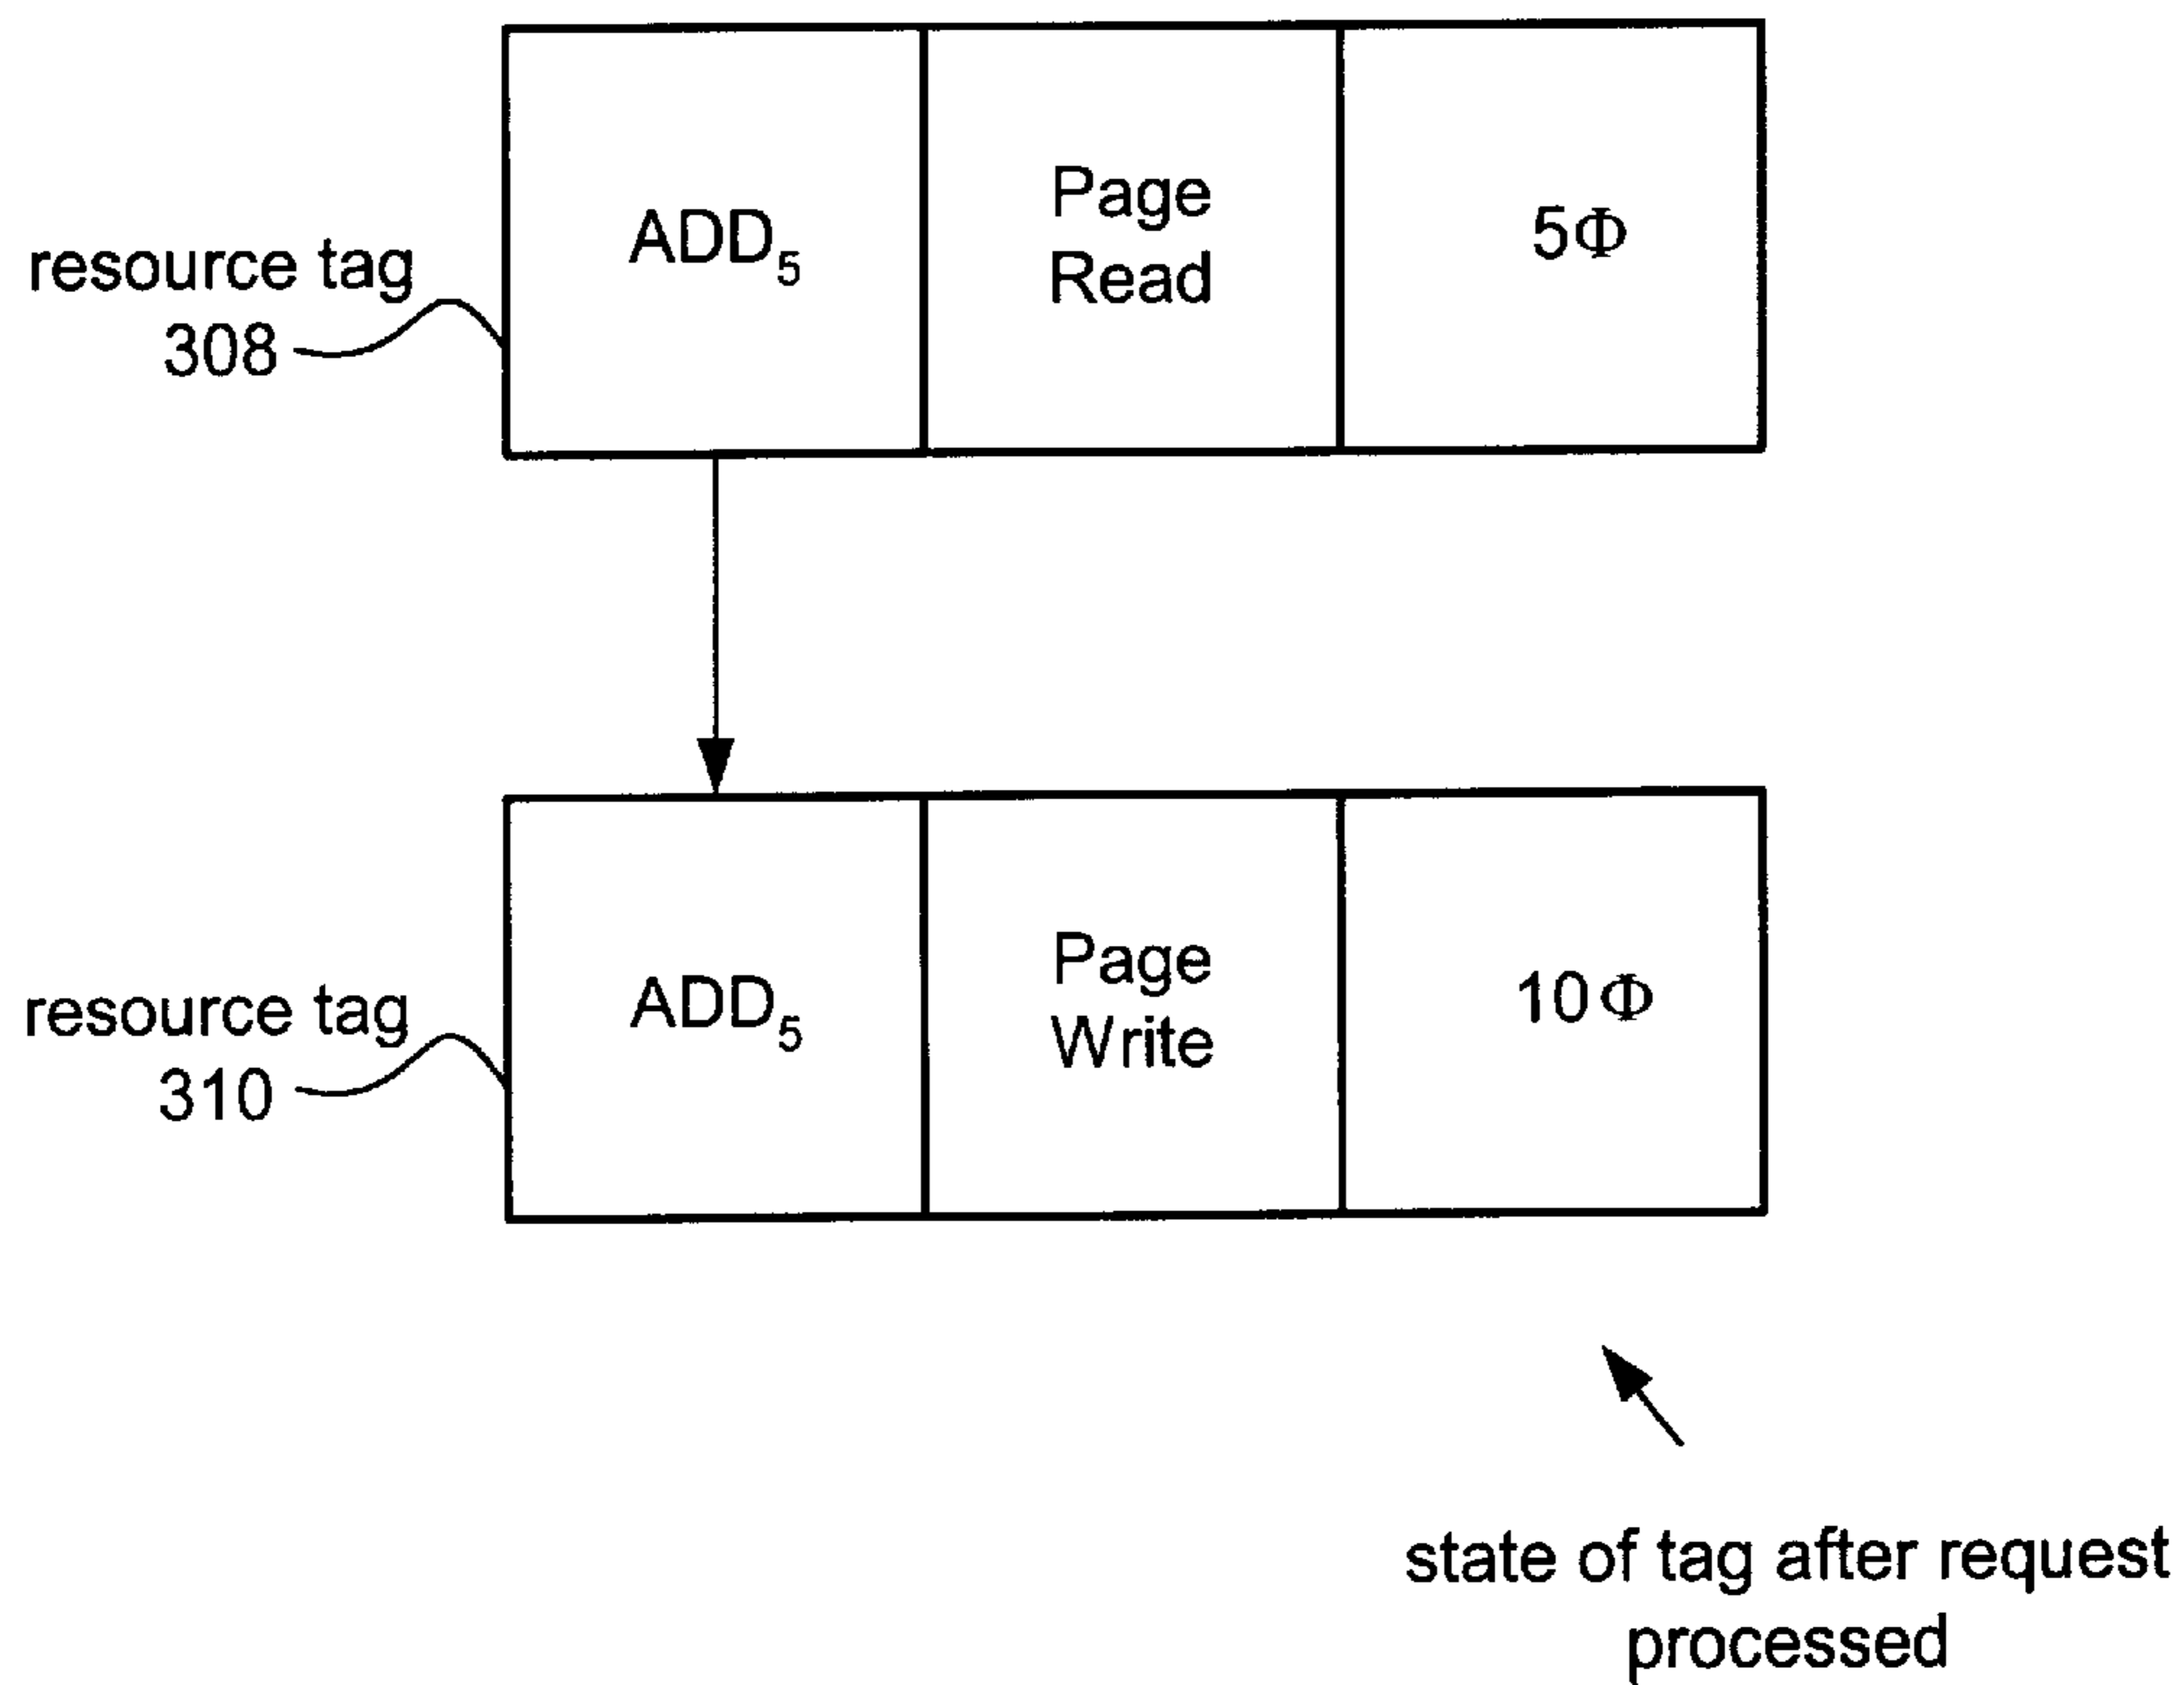 resource tag
308
ADD₅
Page
Read
5Φ
resource tag
310
ADD₅
Page
Write
10Φ
state of tag after request
processed